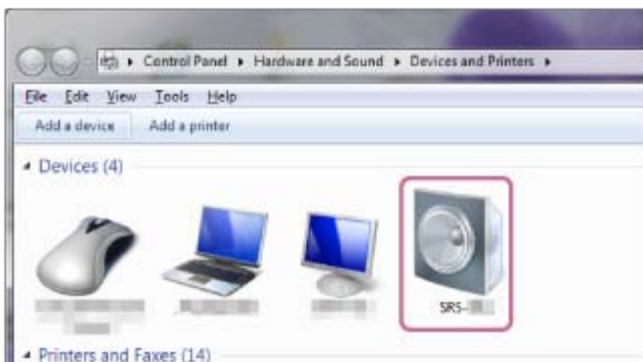 Control Panel ▸ Hardware and Sound ▸ Devices and Printers ▸
File Edit View Tools Help
Add a device Add a printer
Devices (4)
SRS-
Printers and Faxes (14)